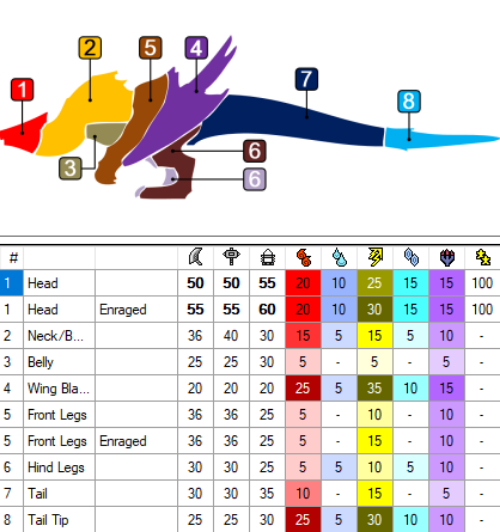 1
2
3
4
5
6
6
7
8
#
1 Head 50 50 55 20 10 25 15 15 100
1 Head Enraged 55 55 60 20 10 30 15 15 100
2 Neck/B... 36 40 30 15 5 15 5 10 -
3 Belly 25 25 30 5 - 5 - 5 -
4 Wing Bla... 20 20 20 25 5 35 10 15 -
5 Front Legs 36 36 25 5 - 10 - 10 -
5 Front Legs Enraged 36 36 25 5 - 15 - 10 -
6 Hind Legs 30 30 25 5 5 10 5 10 -
7 Tail 30 30 35 10 - 15 - 5 -
8 Tail Tip 25 25 30 25 5 30 10 10 -